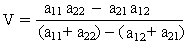 V = a₁₁ a₂₂ − a₂₁ a₁₂ / (a₁₁+ a₂₂) − (a₁₂+ a₂₁)